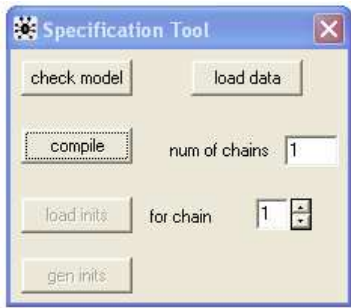 Specification Tool
check model load data
compile num of chains 1
load inits for chain 1
gen inits